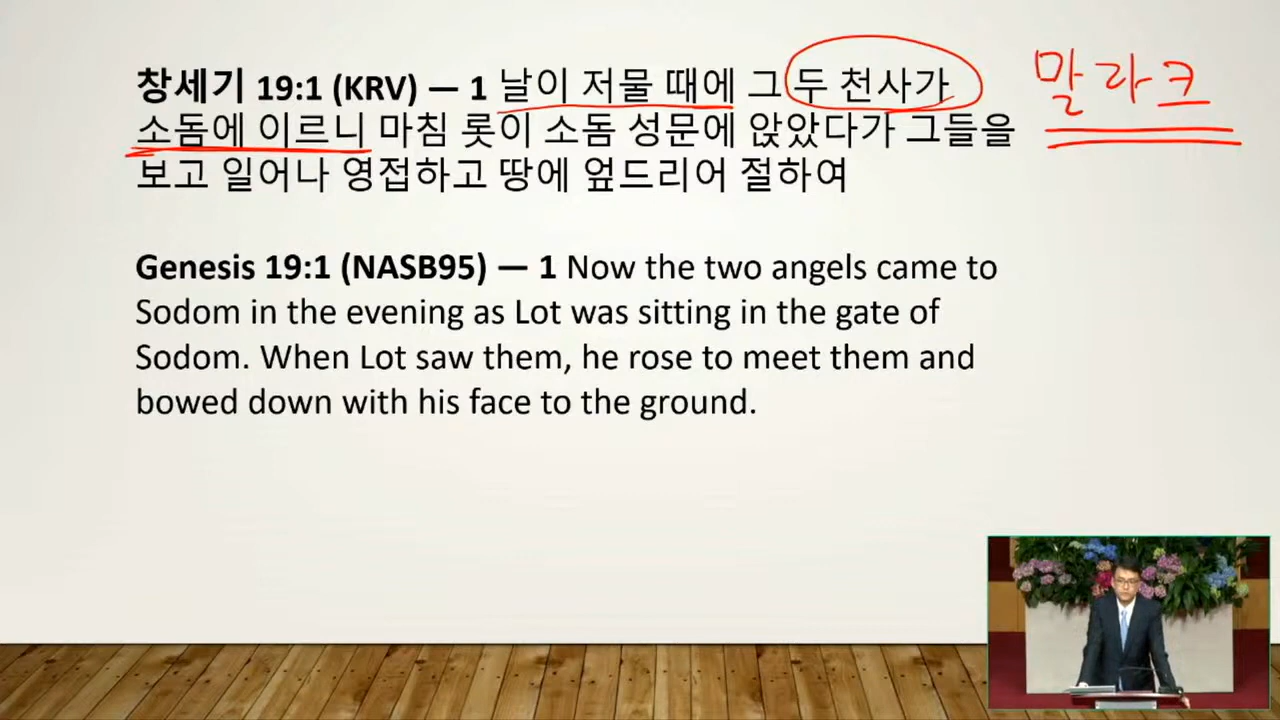 창세기 19:1 (KRV) — 1 날이 저물 때에 그 두 천사가
말라크
소돔에 이르니 마침 롯이 소돔 성문에 앉았다가 그들을
보고 일어나 영접하고 땅에 엎드리어 절하여
Genesis 19:1 (NASB95) — 1 Now the two angels came to
Sodom in the evening as Lot was sitting in the gate of
Sodom. When Lot saw them, he rose to meet them and
bowed down with his face to the ground.